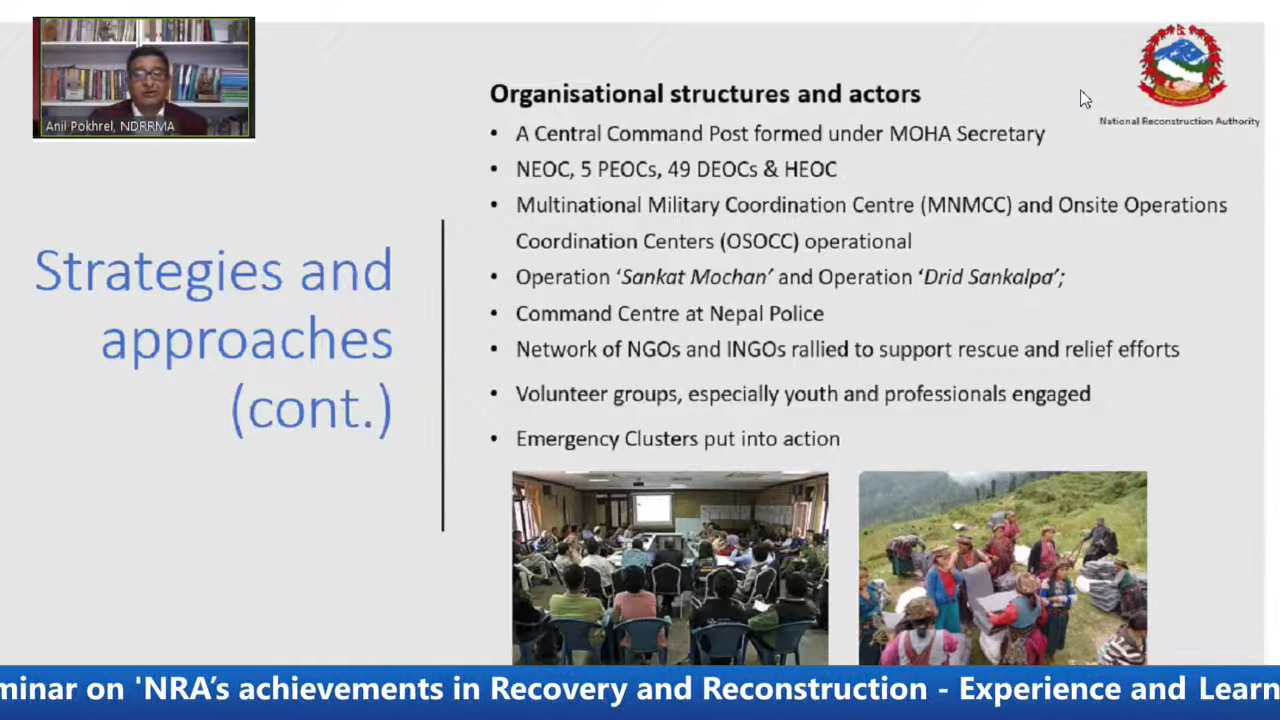 Anil Pokhrel, NDRRMA
National Reconstruction Authority
Strategies and
approaches
(cont.)
Organisational structures and actors
• A Central Command Post formed under MOHA Secretary
• NEOC, 5 PEOCs, 49 DEOCs & HEOC
• Multinational Military Coordination Centre (MNMCC) and Onsite Operations
Coordination Centers (OSOCC) operational
• Operation ‘Sankat Mochan’ and Operation ‘Drid Sankalpa’;
• Command Centre at Nepal Police
• Network of NGOs and INGOs rallied to support rescue and relief efforts
• Volunteer groups, especially youth and professionals engaged
• Emergency Clusters put into action
minar on 'NRA’s achievements in Recovery and Reconstruction - Experience and Learn